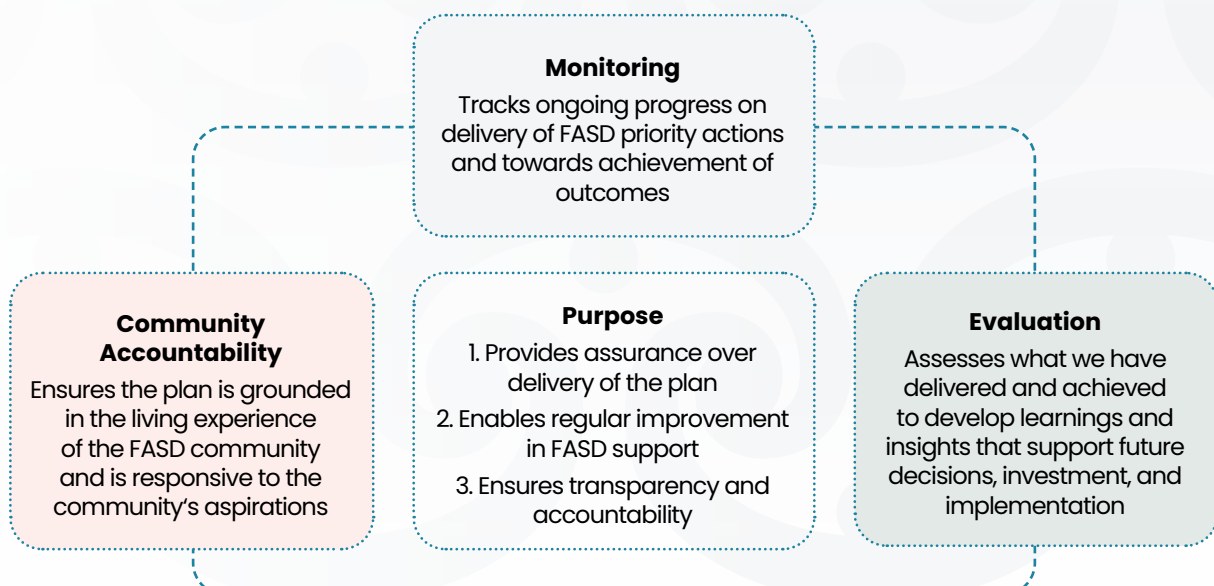 Monitoring
Tracks ongoing progress on
delivery of FASD priority actions
and towards achievement of
outcomes
Community
Accountability
Ensures the plan is grounded
in the living experience
of the FASD community
and is responsive to the
community’s aspirations
Purpose
1. Provides assurance over
delivery of the plan
2. Enables regular improvement
in FASD support
3. Ensures transparency and
accountability
Evaluation
Assesses what we have
delivered and achieved
to develop learnings and
insights that support future
decisions, investment, and
implementation